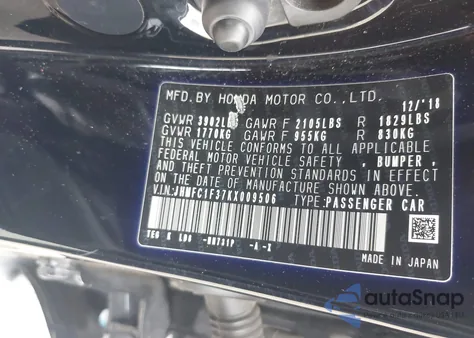 MFD.BY HONDA MOTOR CO.,LTD.
12/'18
GVWR 3902LBS GAWR F 2105LBS R 1829LBS
GVWR 1770KG GAWR F 955KG R 830KG
THIS VEHICLE CONFORMS TO ALL APPLICABLE
FEDERAL MOTOR VEHICLE SAFETY , BUMPER ,
AND THEFT PREVENTION STANDARDS IN EFFECT
ON THE DATE OF MANUFACTURE SHOWN ABOVE.
V.I.N:JHMFC1F37KX009506 TYPE:PASSENGER CAR
TEG K -A-X
MADE IN JAPAN
autoSnap